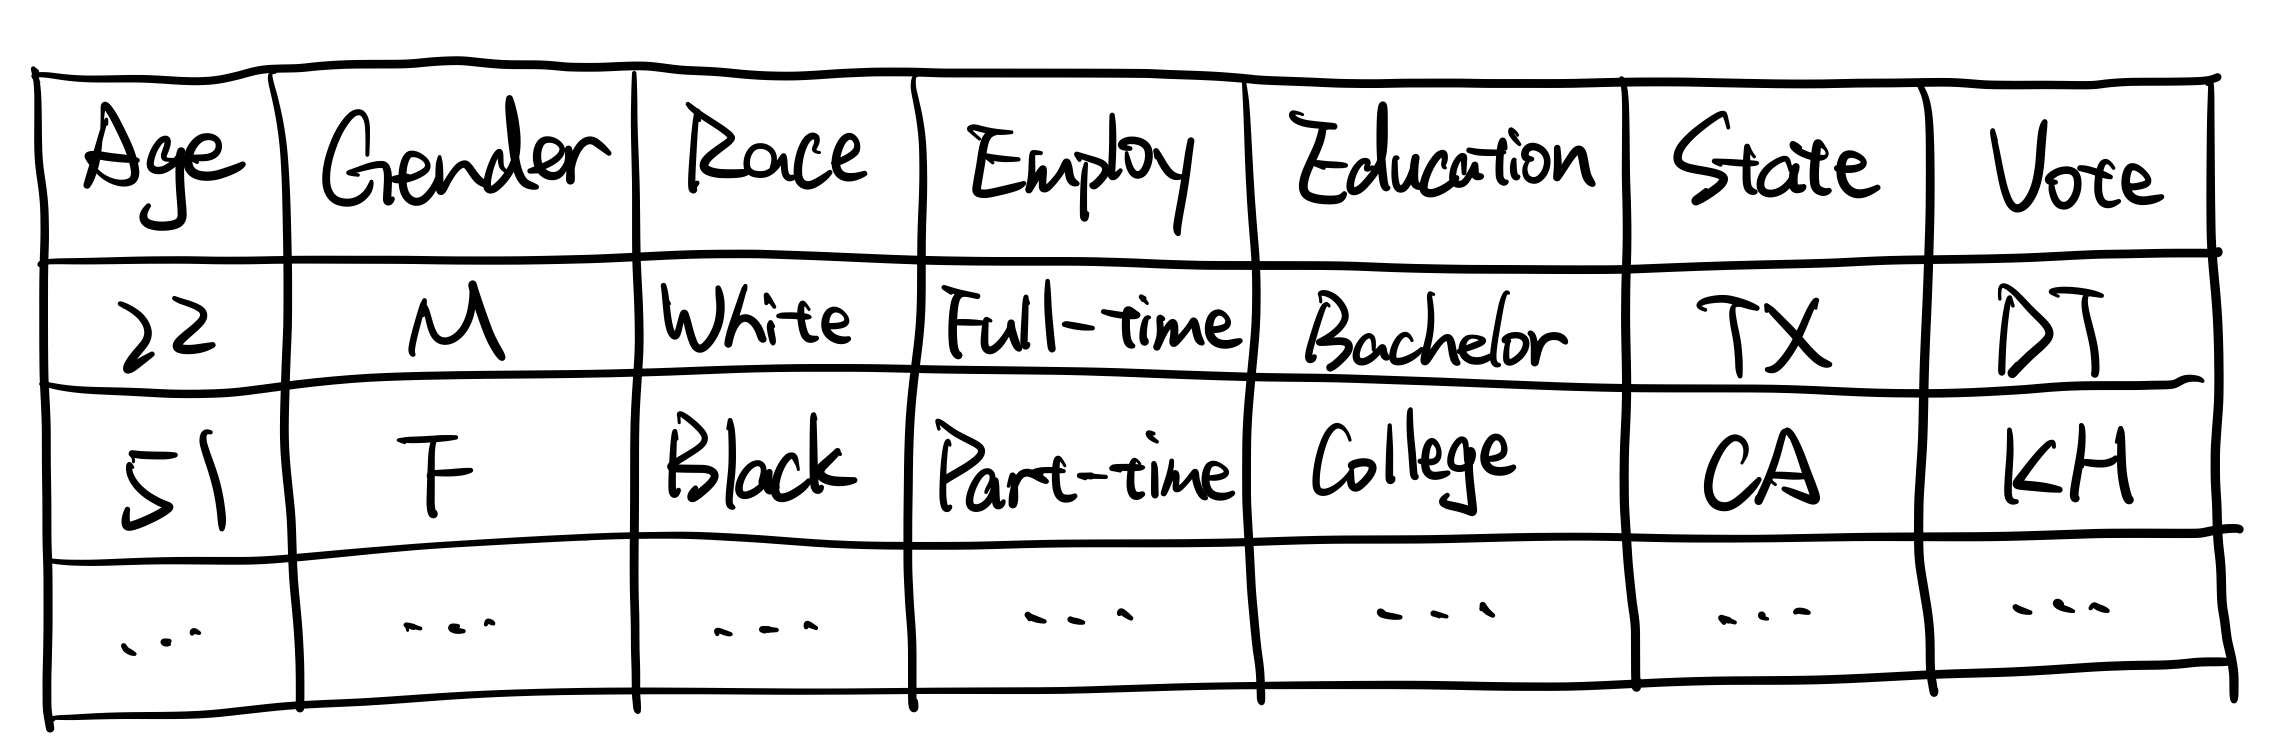 Age Gender Race Employ Education State Vote
22 M White Full-time Bachelor TX DT
51 F Black Part-time College CA KH
... ... ... ... ... ... ...